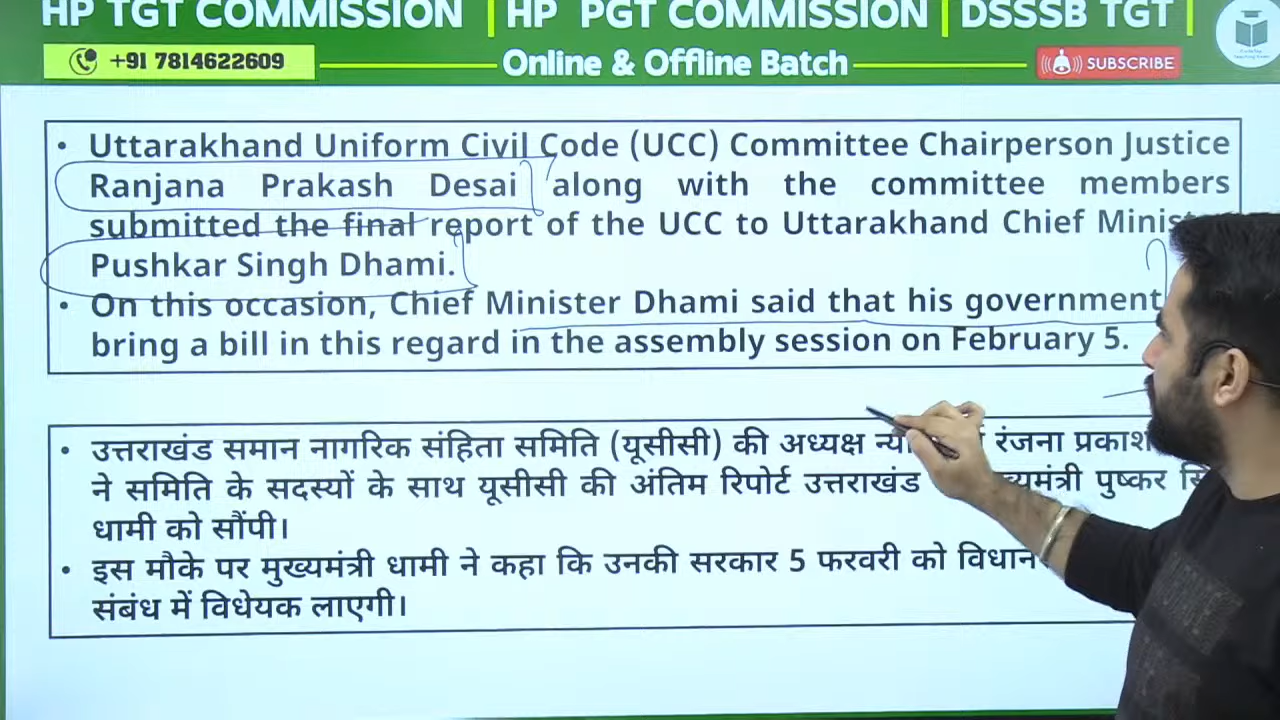 HP TGT COMMISSION | HP PGT COMMISSION | DSSSB TGT |
+91 7814622609 Online & Offline Batch SUBSCRIBE
• Uttarakhand Uniform Civil Code (UCC) Committee Chairperson Justice
Ranjana Prakash Desai along with the committee members
submitted the final report of the UCC to Uttarakhand Chief
Pushkar Singh Dhami.
• On this occasion, Chief Minister Dhami said that his government
bring a bill in this regard in the assembly session on February 5.
• उत्तराखंड समान नागरिक संहिता समिति (यूसीसी) की अध्यक्ष रंजना प्रकाश
ने समिति के सदस्यों के साथ यूसीसी की अंतिम रिपोर्ट उत्तराखंड पुष्कर
धामी को सौंपी।
• इस मौके पर मुख्यमंत्री धामी ने कहा कि उनकी सरकार 5 फरवरी को
संबंध में विधेयक लाएगी।